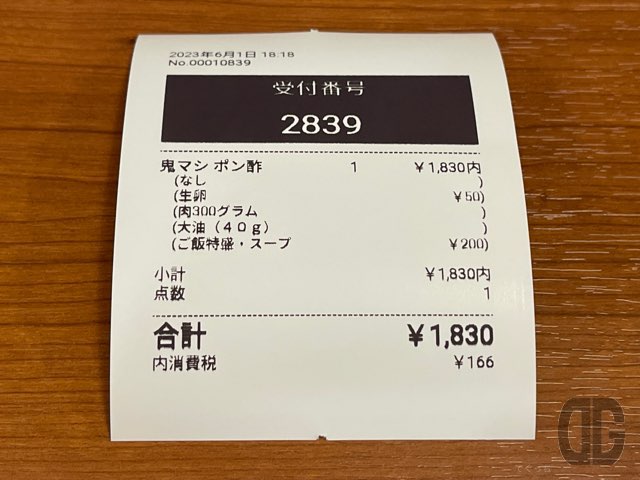 2023年6月1日 18:18
No.00010839
受付番号
2839
鬼マシ ポン酢 1 ¥1,830内
(なし )
(生卵 ¥50)
(肉300グラム )
(大油（40g） )
(ご飯特盛・スープ ¥200)
小計 ¥1,830内
点数 1
合計 ¥1,830
内消費税 ¥166
DG